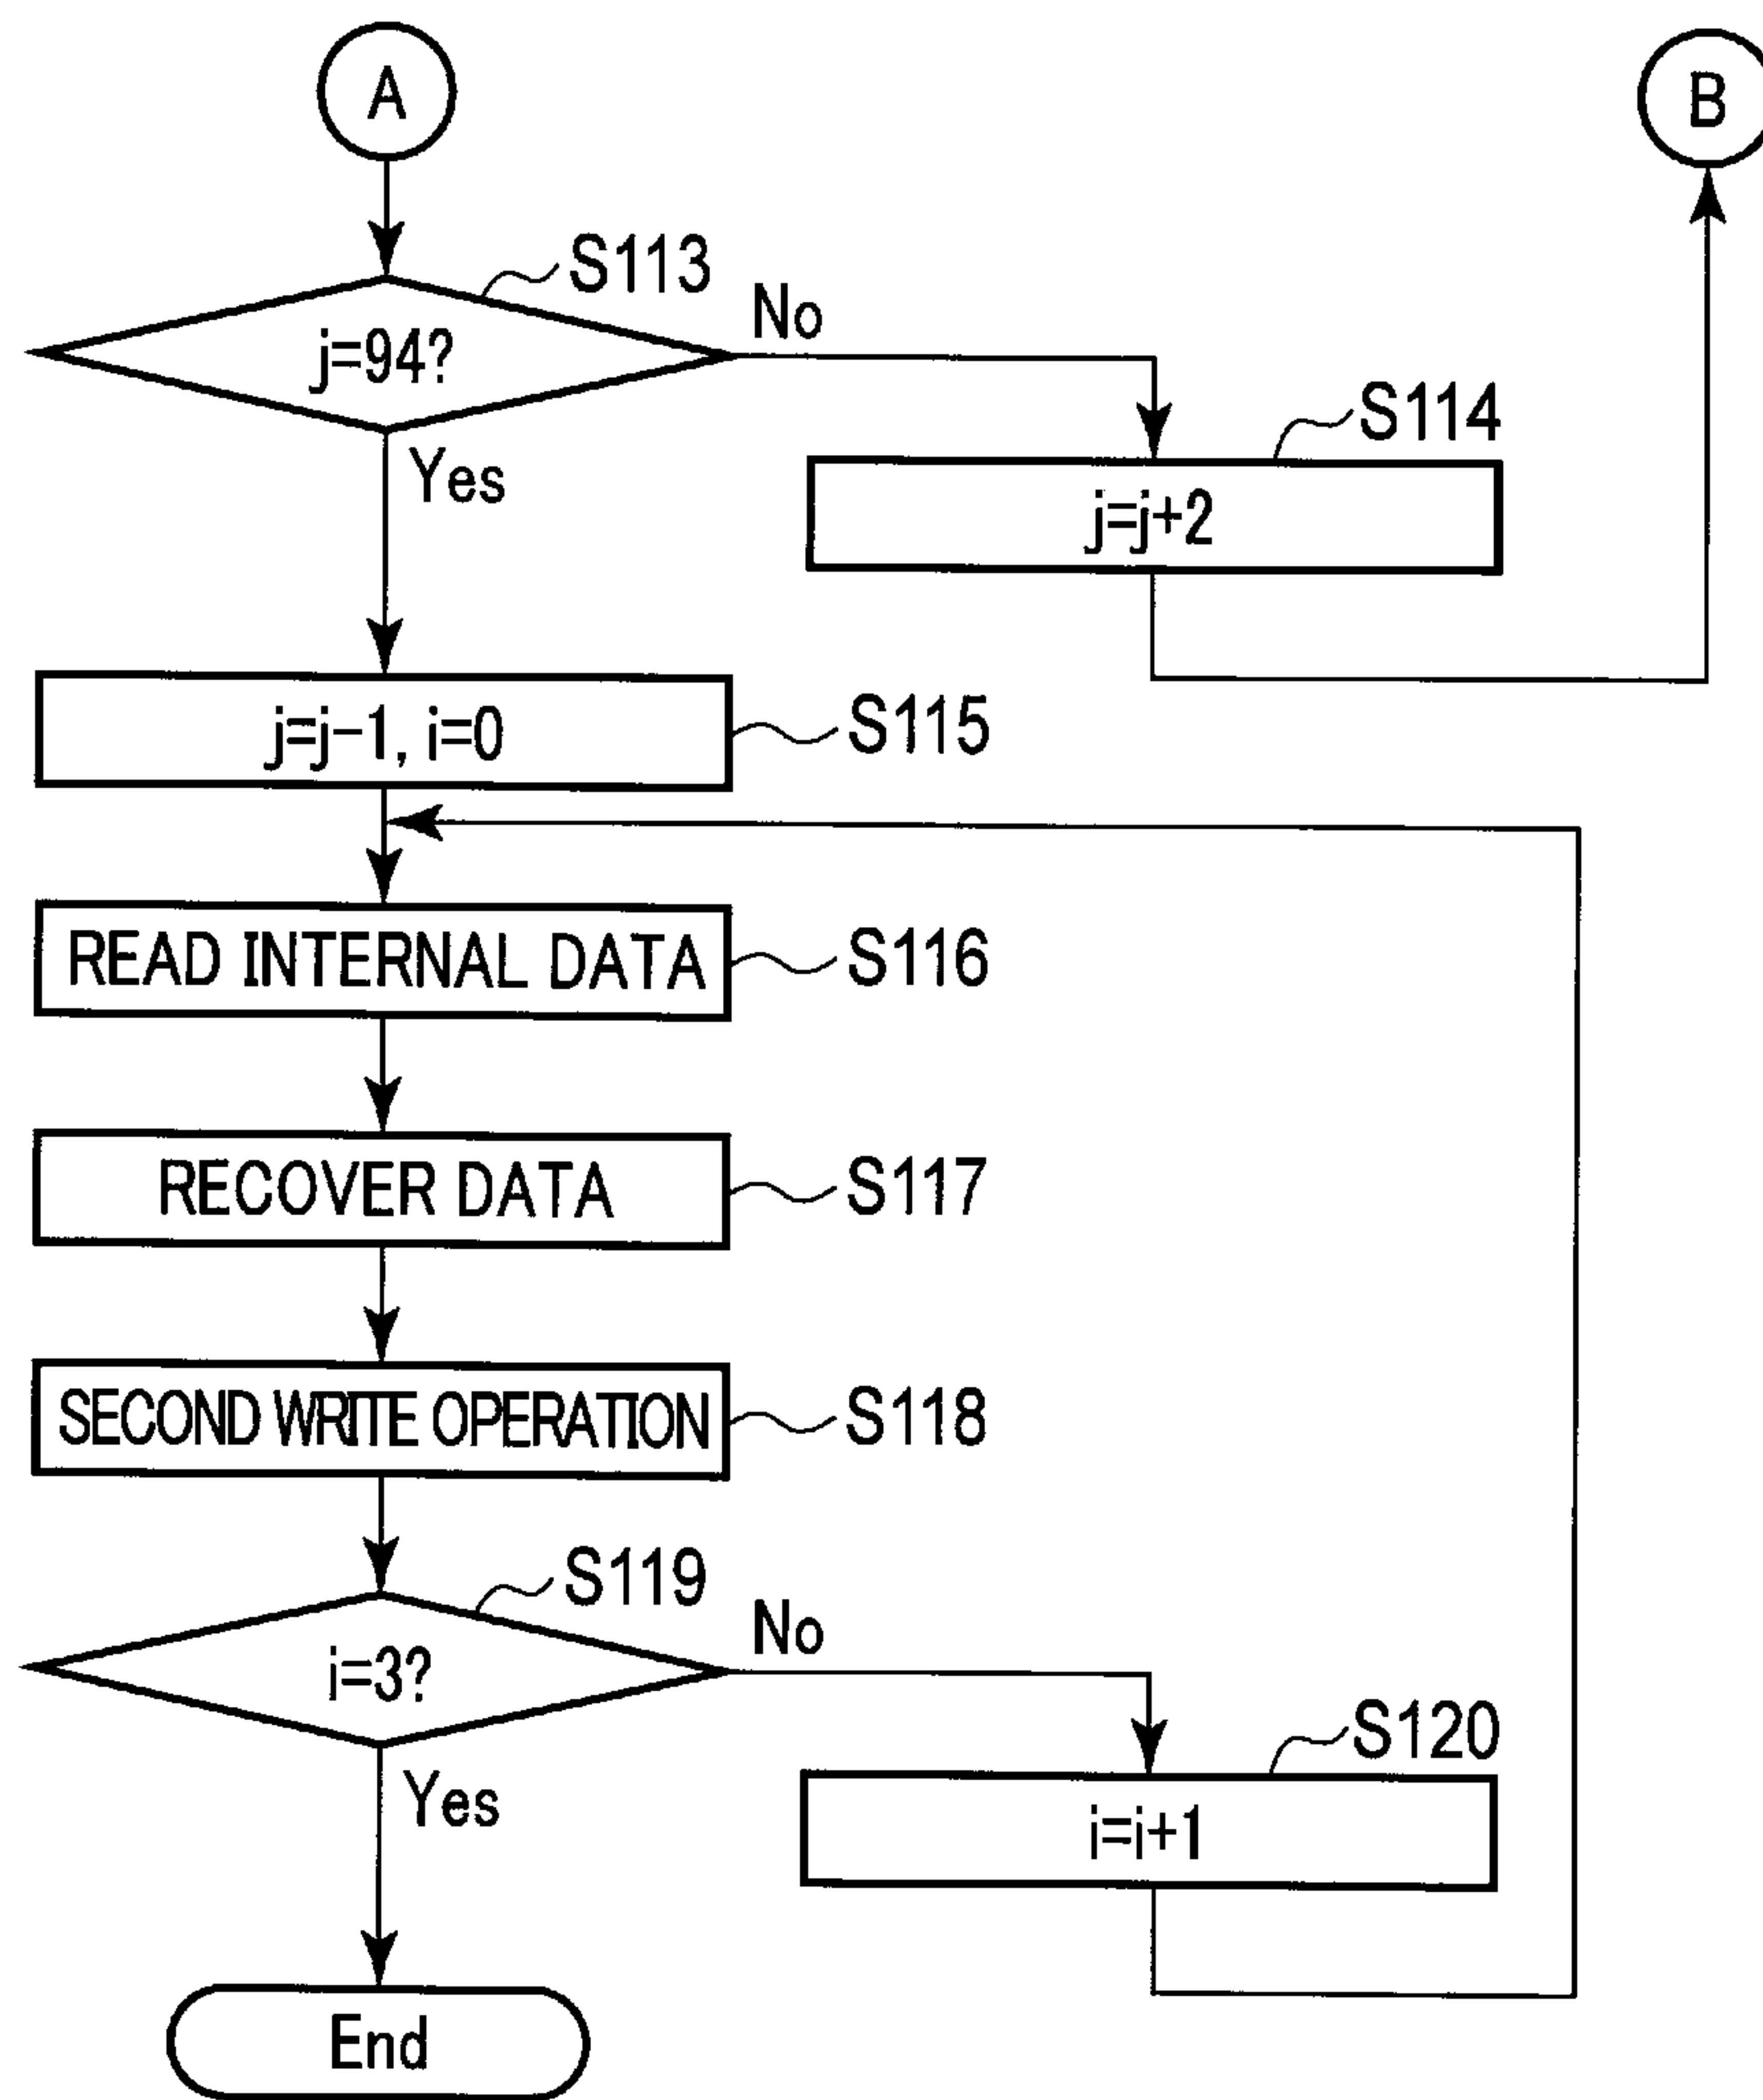 A
B
S113
j=94?
No
Yes
S114
j=j+2
j=j−1, i=0
S115
READ INTERNAL DATA
S116
RECOVER DATA
S117
SECOND WRITE OPERATION
S118
S119
i=3?
No
Yes
S120
i=i+1
End